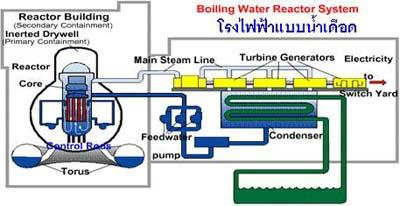 Boiling Water Reactor System
โรงไฟฟ้าแบบน้ำเดือด
Reactor Building
(Secondary Containment)
Inerted Drywell
(Primary Containment)
Reactor
Core
Control Rods
Torus
Main Steam Line
Turbine Generators
Electricity
to
Switch Yard
Feedwater
pump
Condenser